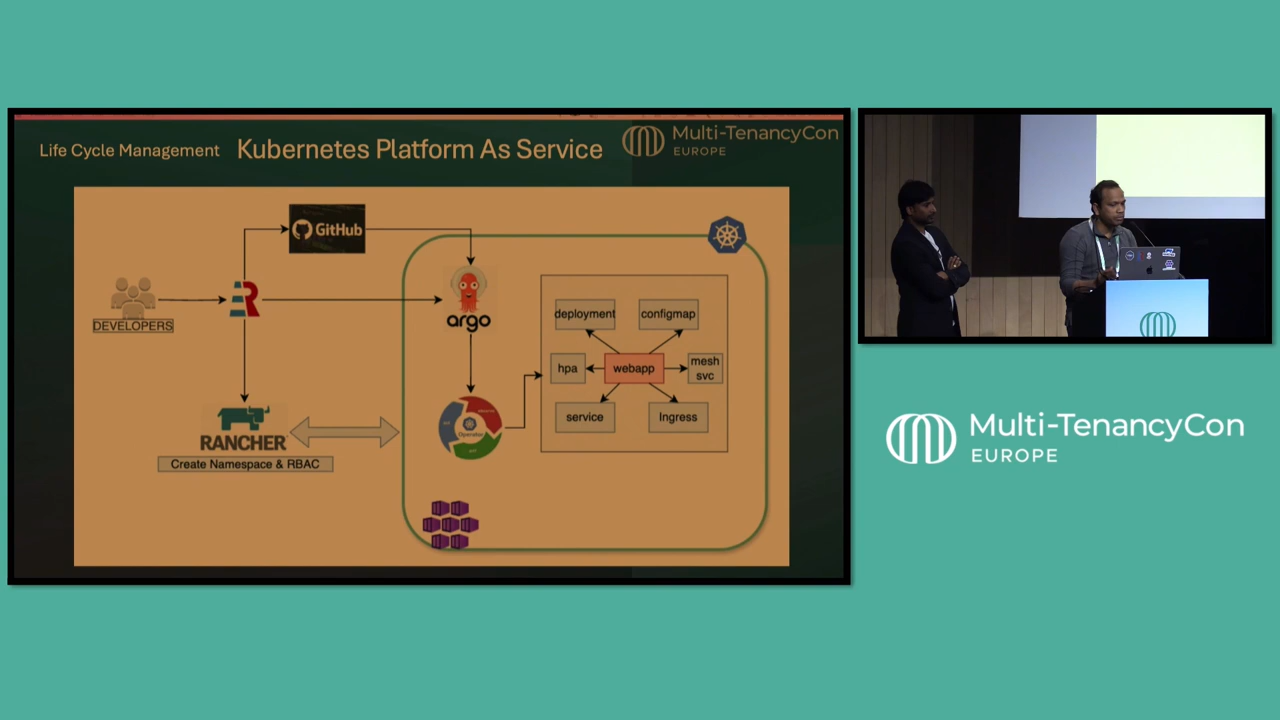 Life Cycle Management
Kubernetes Platform As Service
Multi-TenancyCon
EUROPE
GitHub
DEVELOPERS
R
argo
deployment
configmap
hpa
webapp
mesh
svc
service
Ingress
Operator
RANCHER
Create Namespace & RBAC
Multi-TenancyCon
EUROPE